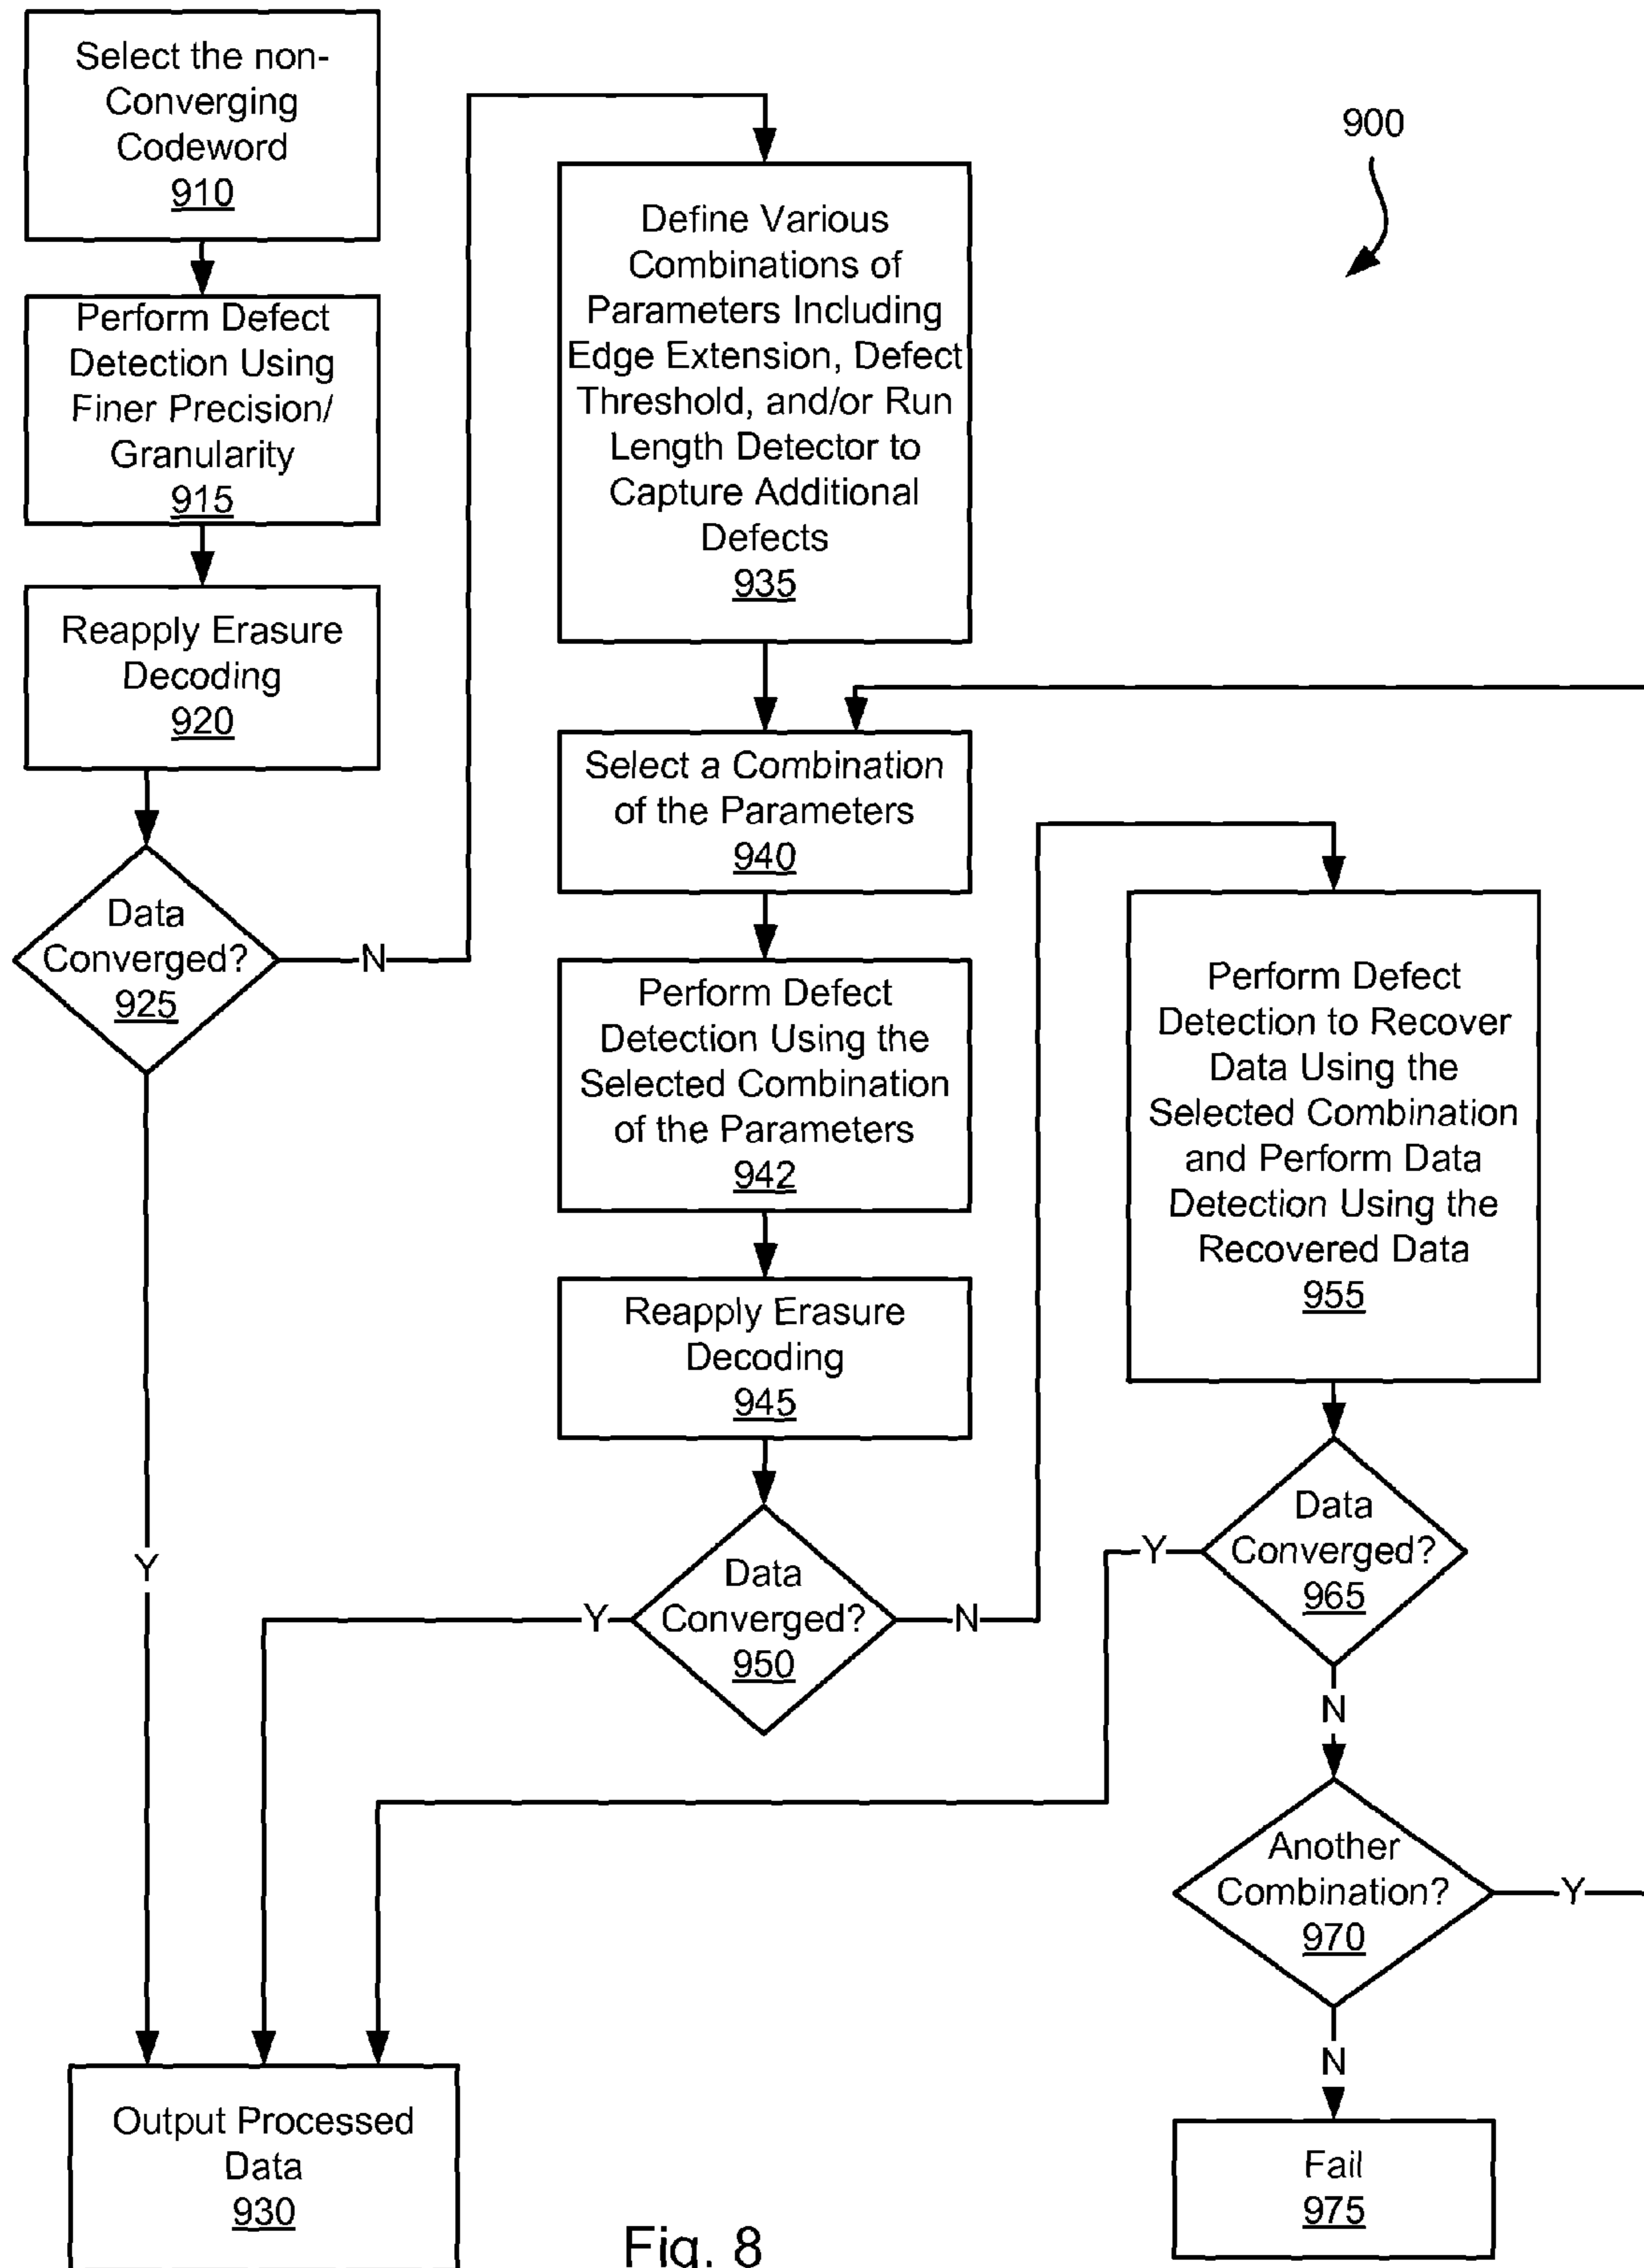 Select the non-
Converging
Codeword
910
Perform Defect
Detection Using
Finer Precision/
Granularity
915
Reapply Erasure
Decoding
920
Data
Converged?
925
N
Y
Define Various
Combinations of
Parameters Including
Edge Extension, Defect
Threshold, and/or Run
Length Detector to
Capture Additional
Defects
935
Select a Combination
of the Parameters
940
Perform Defect
Detection Using the
Selected Combination
of the Parameters
942
Reapply Erasure
Decoding
945
Data
Converged?
950
Y
N
900
Perform Defect
Detection to Recover
Data Using the
Selected Combination
and Perform Data
Detection Using the
Recovered Data
955
Data
Converged?
965
Y
N
Another
Combination?
970
Y
N
Fail
975
Output Processed
Data
930
Fig. 8